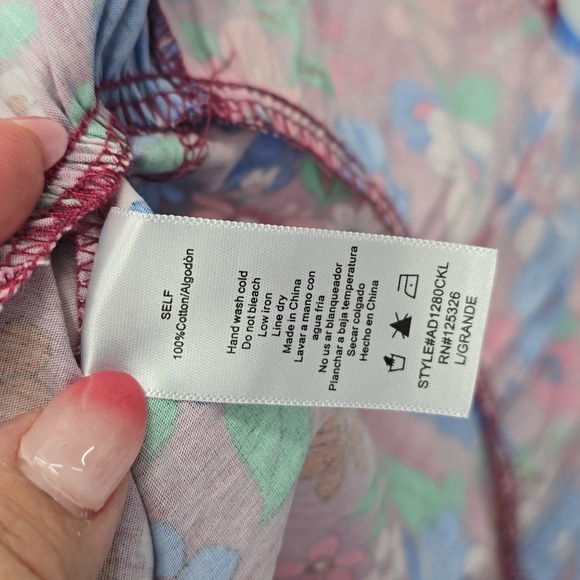 SELF
100%Cotton/Algodòn
Hand wash cold
Do not bleach
Low iron
Line dry
Made in China
Lavar a mano con
agua fria
No us ar blanqueador
Planchar a baja temperatura
Secar colgado
Hecho en China
STYLE#AD1280CKL
RN#125326
L/GRANDE